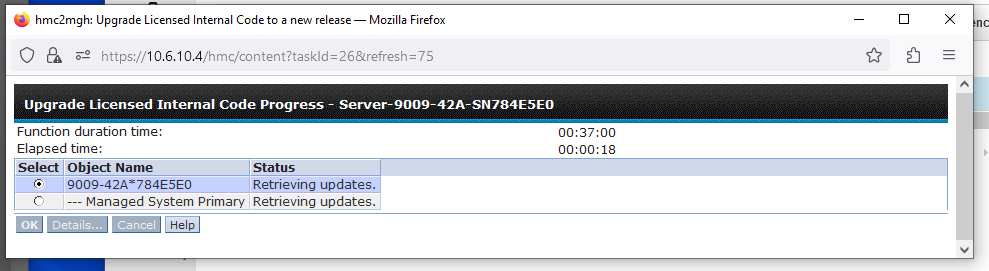 hmc2mgh: Upgrade Licensed Internal Code to a new release — Mozilla Firefox
https://10.6.10.4/hmc/content?taskId=26&refresh=75
enc
Upgrade Licensed Internal Code Progress - Server-9009-42A-SN784E5E0
Function duration time: 00:37:00
Elapsed time: 00:00:18
Select Object Name Status
9009-42A*784E5E0 Retrieving updates.
--- Managed System Primary Retrieving updates.
OK Details... Cancel Help